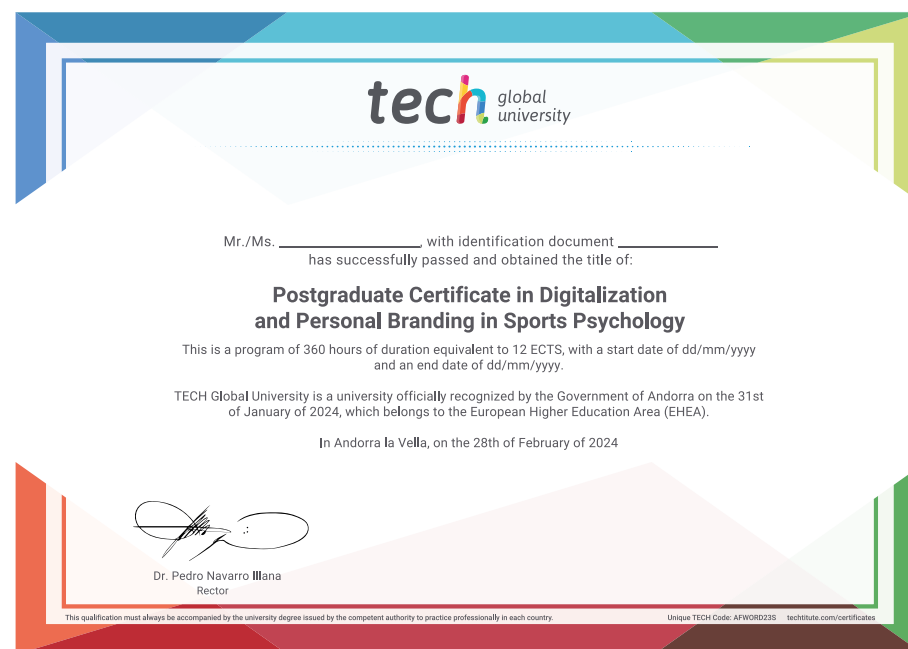 tech global university
Mr./Ms. ____________________, with identification document ______________
has successfully passed and obtained the title of:
Postgraduate Certificate in Digitalization
and Personal Branding in Sports Psychology
This is a program of 360 hours of duration equivalent to 12 ECTS, with a start date of dd/mm/yyyy
and an end date of dd/mm/yyyy.
TECH Global University is a university officially recognized by the Government of Andorra on the 31st
of January of 2024, which belongs to the European Higher Education Area (EHEA).
In Andorra la Vella, on the 28th of February of 2024
Dr. Pedro Navarro Illana
Rector
This qualification must always be accompanied by the university degree issued by the competent authority to practice professionally in each country.
Unique TECH Code: AFWORD23S techtitute.com/certificates